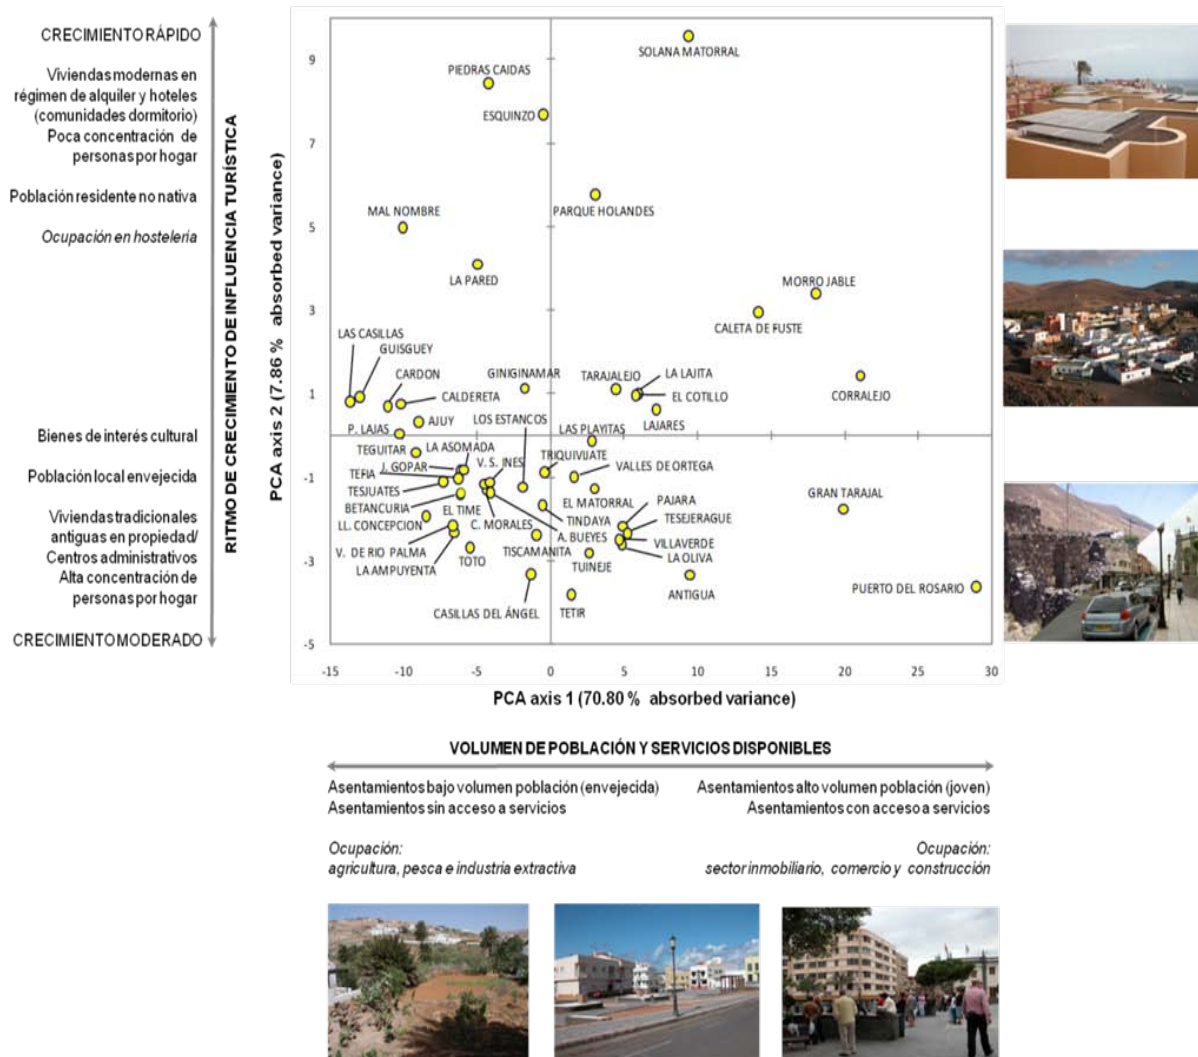 CRECIMIENTO RÁPIDO
Viviendas modernas en
régimen de alquiler y hoteles
(comunidades dormitorio)
Poca concentración de
personas por hogar
Población residente no nativa
Ocupación en hostelería
Bienes de interés cultural
Población local envejecida
Viviendas tradicionales
antiguas en propiedad/
Centros administrativos
Alta concentración de
personas por hogar
CRECIMIENTO MODERADO
RITMO DE CRECIMIENTO DE INFLUENCIA TURÍSTICA
PCA axis 2 (7.86 % absorbed variance)
9
7
5
3
1
-1
-3
-5
SOLANA MATORRAL
PIEDRAS CAIDAS
ESQUINZO
PARQUE HOLANDES
MAL NOMBRE
LA PARED
MORRO JABLE
CALETA DE FUSTE
LAS CASILLAS
GUISGUEY
CARDON
CALDERETA
GINIGINAMAR
TARAJALEJO
LA LAJITA
EL COTILLO
CORRALEJO
LAJARES
AJUY
LOS ESTANCOS
P. LAJAS
LAS PLAYITAS
TEGUITAR
LA ASOMADA
TRIQUIVIJATE
J. GOPAR
V. S. INES
VALLES DE ORTEGA
TEFIA
TESJUATES
GRAN TARAJAL
BETANCURIA
EL TIME
EL MATORRAL
PAJARA
LL. CONCEPCION
C. MORALES
TINDAYA
TESEJERAGUE
A. BUEYES
VILLAVERDE
V. DE RIO PALMA
TOTO
TISCAMANITA
LA OLIVA
LA AMPUYENTA
TUINEJE
PUERTO DEL ROSARIO
ANTIGUA
CASILLAS DEL ÁNGEL
TETIR
-15 -10 -5 0 5 10 15 20 25 30
PCA axis 1 (70.80 % absorbed variance)
VOLUMEN DE POBLACIÓN Y SERVICIOS DISPONIBLES
Asentamientos bajo volumen población (envejecida)
Asentamientos sin acceso a servicios
Ocupación:
agricultura, pesca e industria extractiva
Asentamientos alto volumen población (joven)
Asentamientos con acceso a servicios
Ocupación:
sector inmobiliario, comercio y construcción